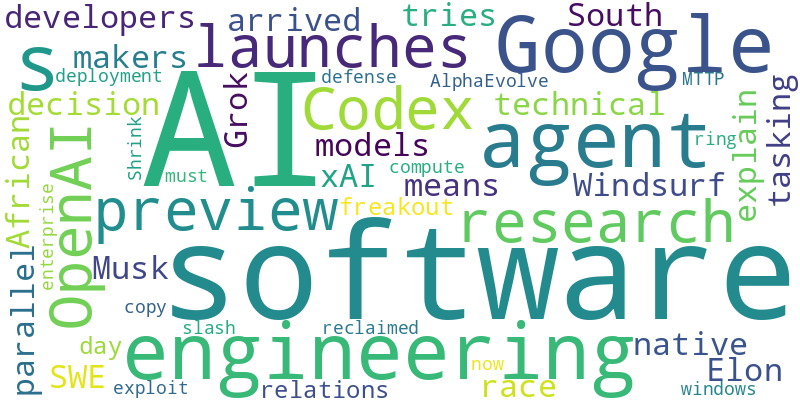 developers
arrived
tries
South
makers
launches
Google
s
deployment
defense
AlphaEvolve
MTTP
decision
AI
Grok
Codex
technical
tasking
African
OpenAI
Shrink
models
agent
ring
explain
must
xAI
compute
means
Windsurf
enterprise
preview
freakout
research
parallel
Musk
software
copy
slash
reclaimed
day
engineering
native
SWE
now
Elon
exploit
relations
race
windows